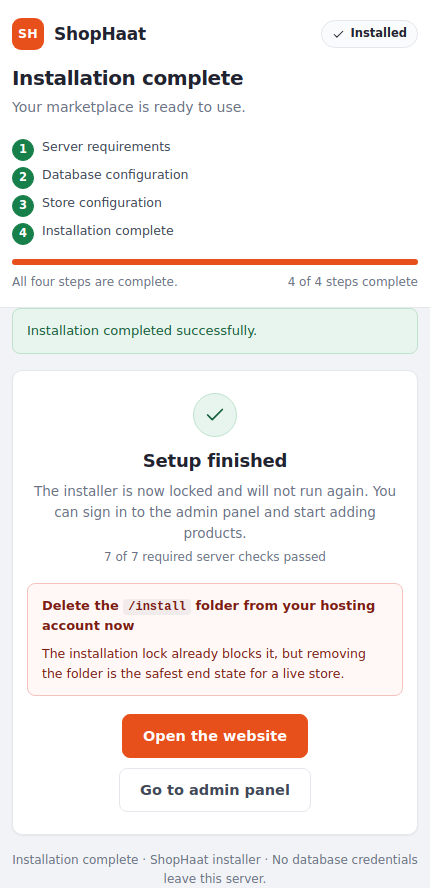 SH ShopHaat Installed
Installation complete
Your marketplace is ready to use.
1 Server requirements
2 Database configuration
3 Store configuration
4 Installation complete
All four steps are complete. 4 of 4 steps complete
Installation completed successfully.
Setup finished
The installer is now locked and will not run again. You
can sign in to the admin panel and start adding
products.
7 of 7 required server checks passed
Delete the /install folder from your hosting
account now
The installation lock already blocks it, but removing
the folder is the safest end state for a live store.
Open the website
Go to admin panel
Installation complete · ShopHaat installer · No database credentials
leave this server.